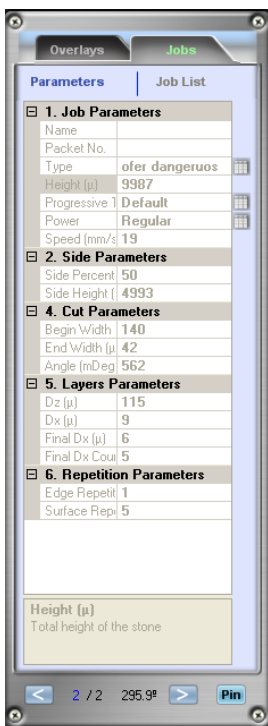 Overlays Jobs
Parameters Job List
1. Job Parameters
Name
Packet No.
Type ofer dangeruos
Height (µ) 9987
Progressive T Default
Power Regular
Speed (mm/s 19
2. Side Parameters
Side Percent 50
Side Height ( 4993
4. Cut Parameters
Begin Width 140
End Width (µ 42
Angle (mDeg 562
5. Layers Parameters
Dz (µ) 115
Dx (µ) 9
Final Dx (µ) 6
Final Dx Cour 5
6. Repetition Parameters
Edge Repetit 1
Surface Repe 5
Height (µ)
Total height of the stone
< 2 / 2 295.9º > Pin